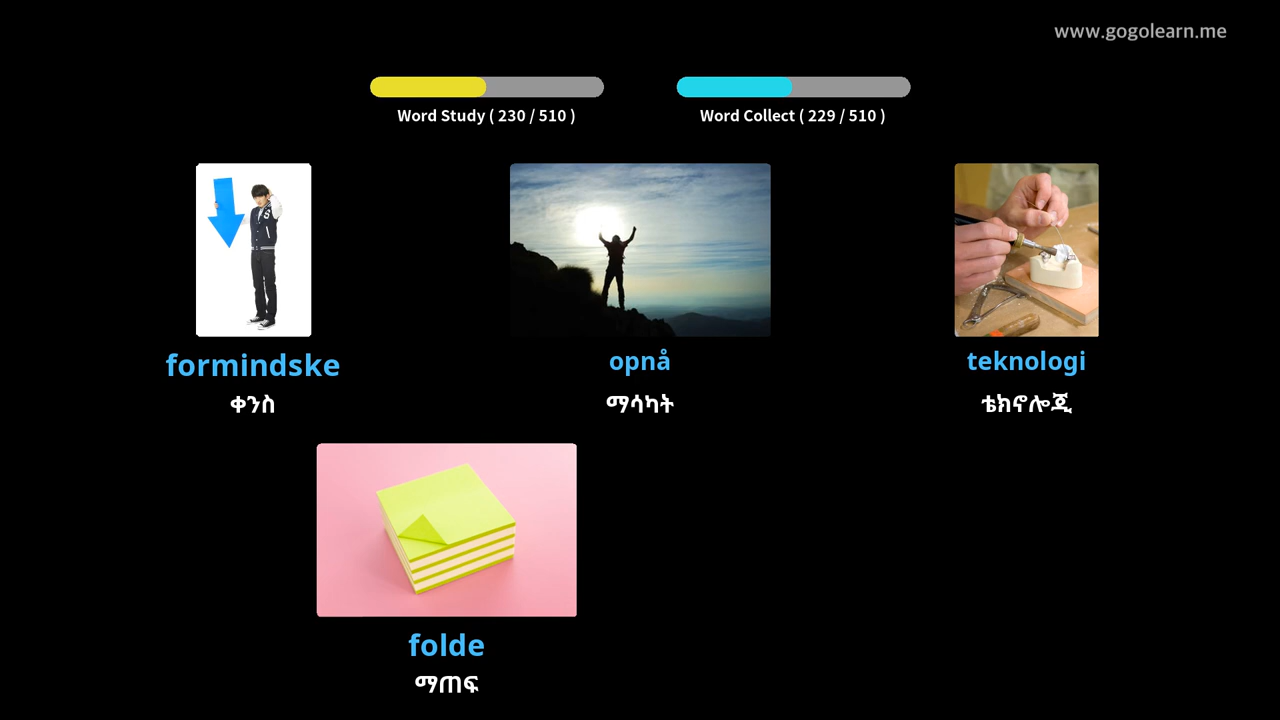 www.gogolearn.me
Word Study ( 230 / 510 )
Word Collect ( 229 / 510 )
formindske
ቀንስ
opnå
ማሳካት
teknologi
ቴክኖሎጂ
folde
ማጠፍ